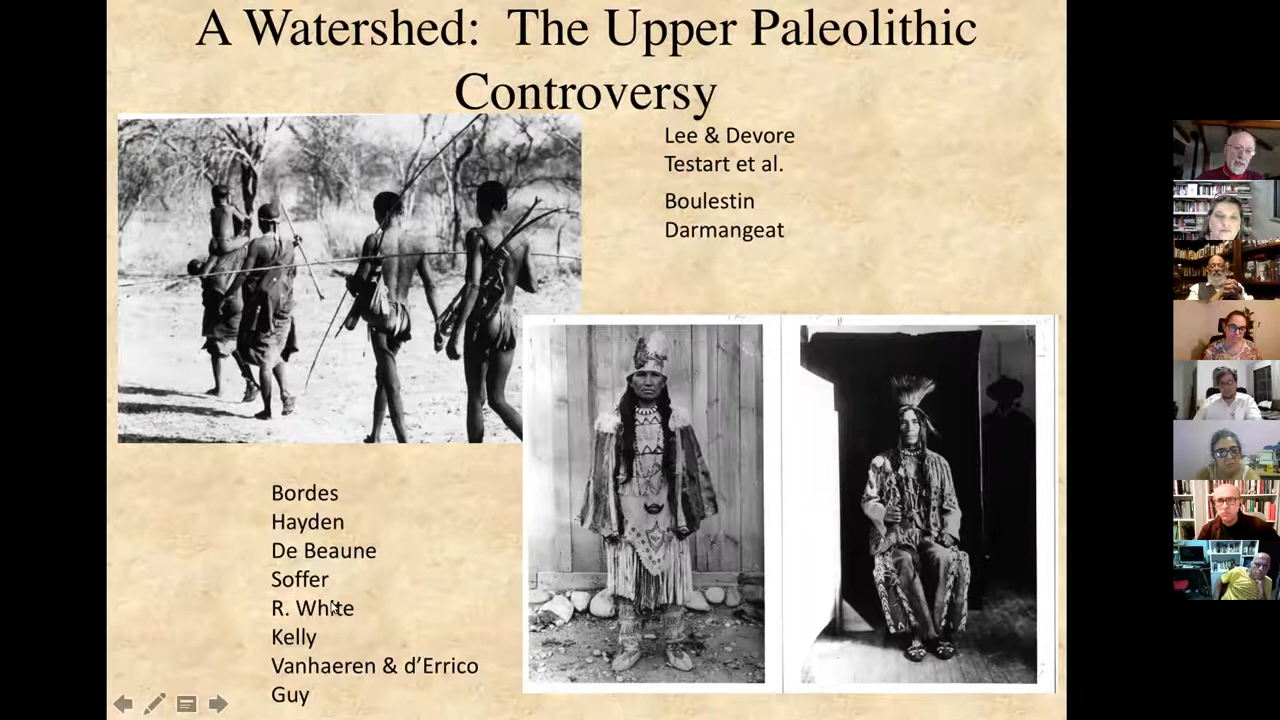 A Watershed: The Upper Paleolithic
Controversy
Lee & Devore
Testart et al.
Boulestin
Darmangeat
Bordes
Hayden
De Beaune
Soffer
R. White
Kelly
Vanhaeren & d'Errico
Guy